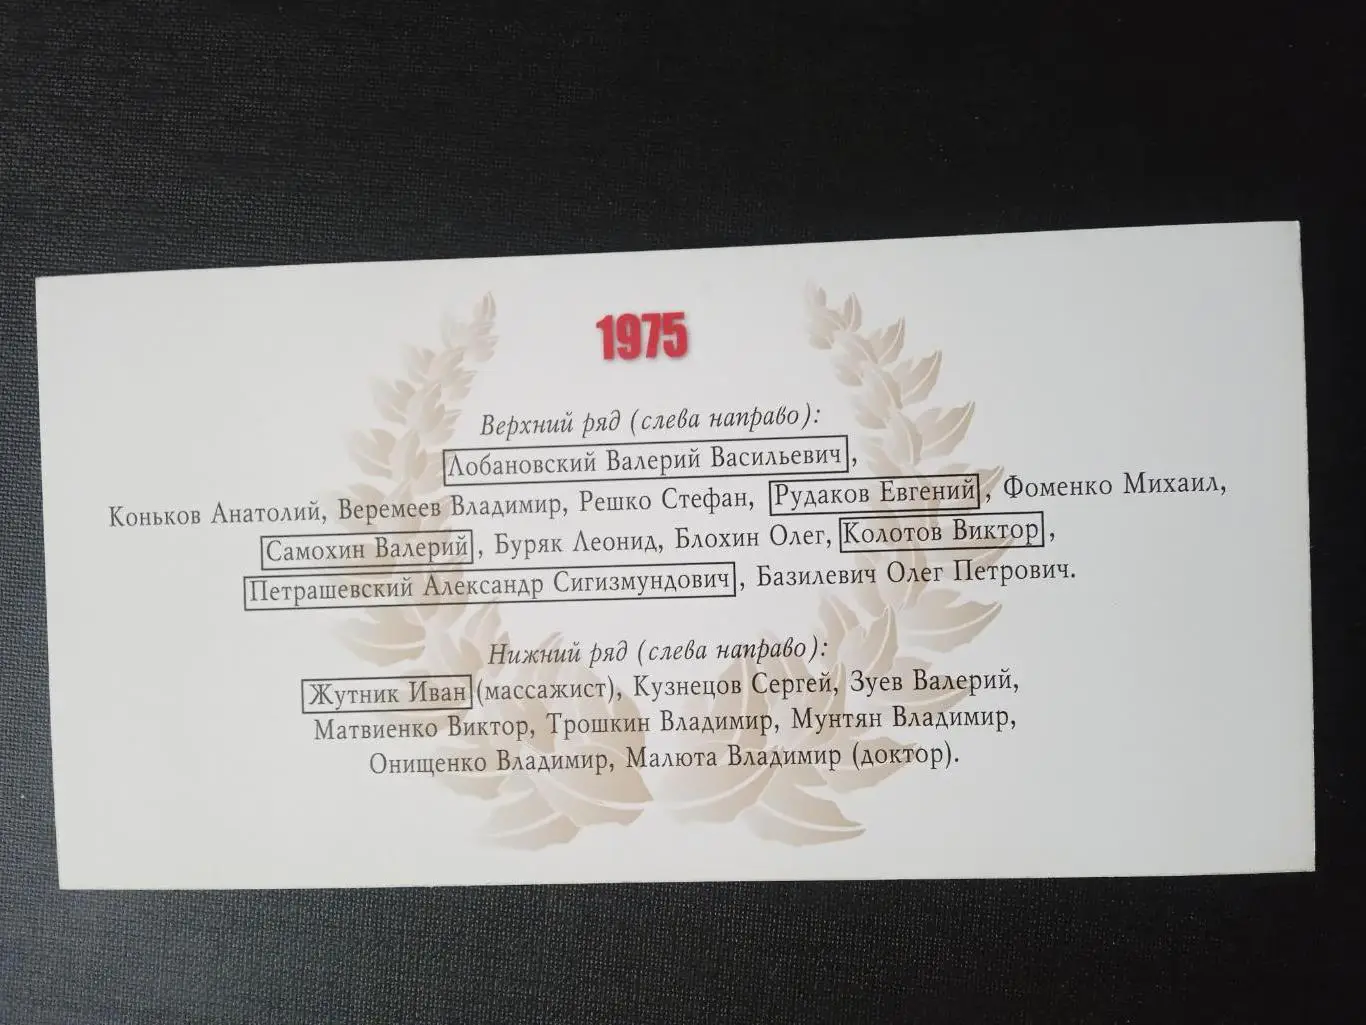 1975
Верхний ряд (слева направо):
Лобановский Валерий Васильевич,
Коньков Анатолий, Веремеев Владимир, Решко Стефан, Рудаков Евгений, Фоменко Михаил,
Самохин Валерий, Буряк Леонид, Блохин Олег, Колотов Виктор,
Петрашевский Александр Сигизмундович, Базилевич Олег Петрович.
Нижний ряд (слева направо):
Жутник Иван (массажист), Кузнецов Сергей, Зуев Валерий,
Матвиенко Виктор, Трошкин Владимир, Мунтян Владимир,
Онищенко Владимир, Малюта Владимир (доктор).